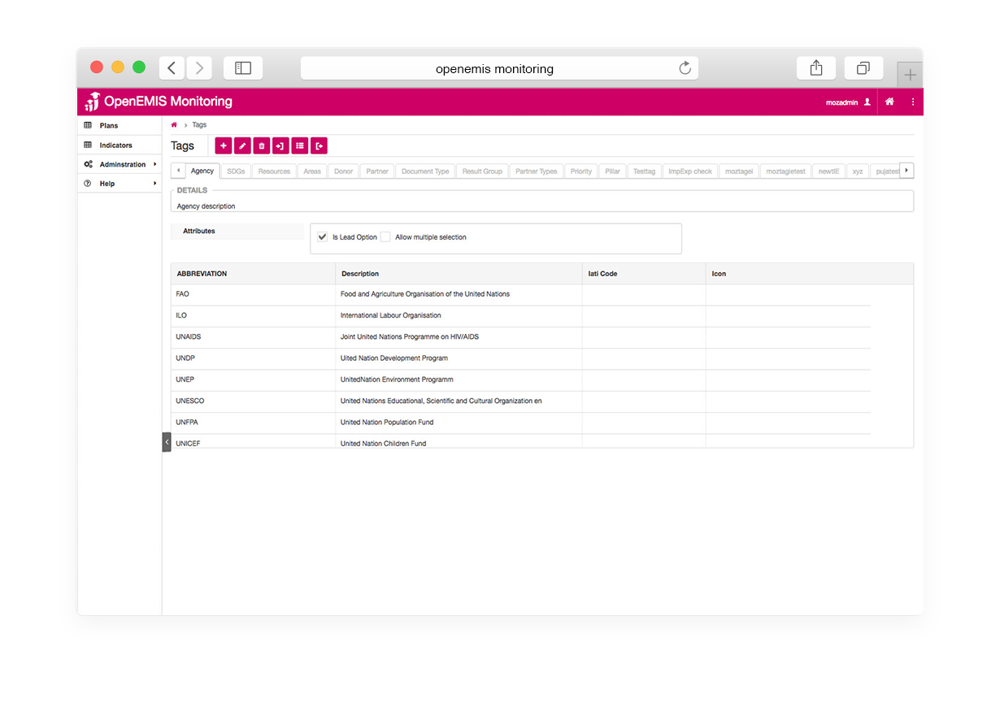 openemis monitoring
OpenEMIS Monitoring
mozadmin
Plans
Indicators
Adminstration
Help
Tags
Tags
Agency SDGs Resources Areas Donor Partner Document Type Result Group Partner Types Priority Pillar Testtag ImpExp check moztagei moztagietest newtIE xyz pujatest
DETAILS
Agency description
Attributes
Is Lead Option Allow multiple selection
ABBREVIATION Description Iati Code Icon
FAO Food and Agriculture Organisation of the United Nations
ILO International Labour Organisation
UNAIDS Joint United Nations Programme on HIV/AIDS
UNDP Uited Nation Development Program
UNEP UnitedNation Environment Programm
UNESCO United Nations Educational, Scientific and Cultural Organization en
UNFPA United Nation Population Fund
UNICEF United Nation Children Fund